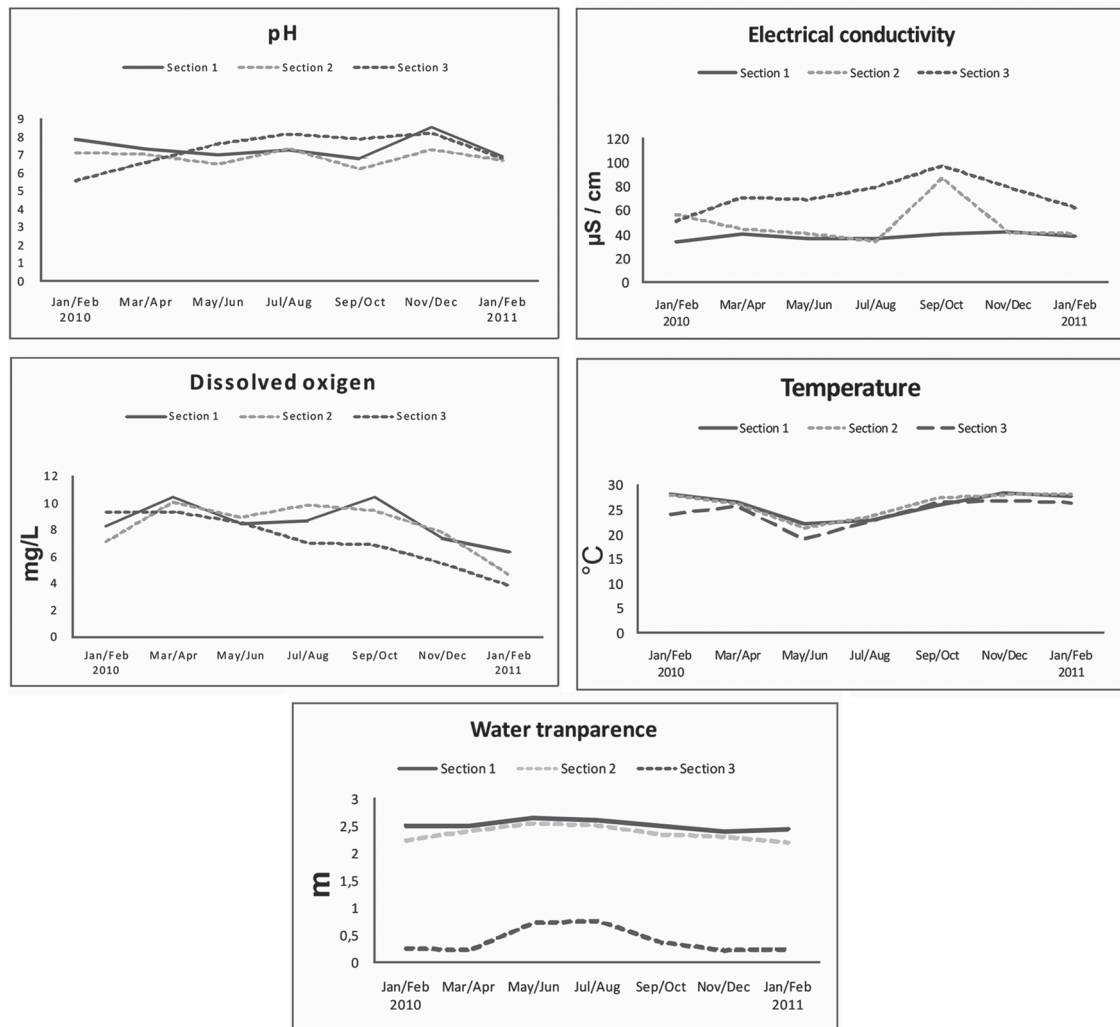 pH
Section 1 Section 2 Section 3
9
8
7
6
5
4
3
2
1
0
Jan/Feb Mar/Apr May/Jun Jul/Aug Sep/Oct Nov/Dec Jan/Feb
2010 2011
Electrical conductivity
Section 1 Section 2 Section 3
µS / cm
120
100
80
60
40
20
0
Jan/Feb Mar/Apr May/Jun Jul/Aug Sep/Oct Nov/Dec Jan/Feb
2010 2011
Dissolved oxigen
Section 1 Section 2 Section 3
mg/L
12
10
8
6
4
2
0
Jan/Feb Mar/Apr May/Jun Jul/Aug Sep/Oct Nov/Dec Jan/Feb
2010 2011
Temperature
Section 1 Section 2 Section 3
°C
30
25
20
15
10
5
0
Jan/Feb Mar/Apr May/Jun Jul/Aug Sep/Oct Nov/Dec Jan/Feb
2010 2011
Water tranparence
Section 1 Section 2 Section 3
m
3
2,5
2
1,5
1
0,5
0
Jan/Feb Mar/Apr May/Jun Jul/Aug Sep/Oct Nov/Dec Jan/Feb
2010 2011